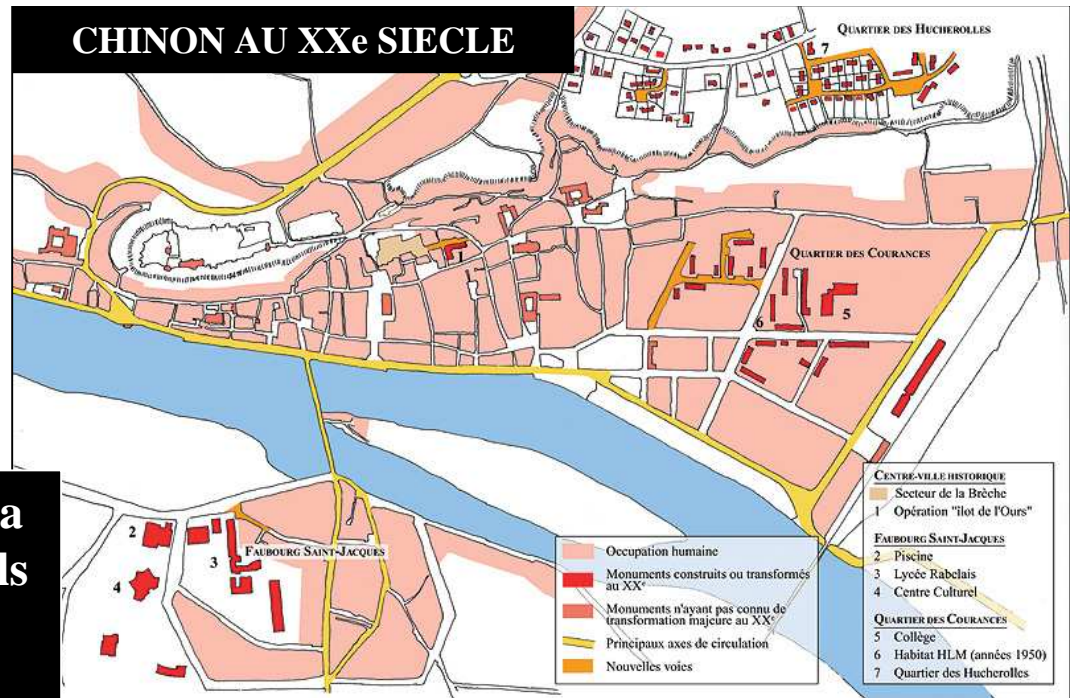 CHINON AU XXe SIECLE
QUARTIER DES HUCHEROLLES
7
1
QUARTIER DES COURANCES
6
5
a
ls
2
3
4
FAUBOURG SAINT-JACQUES
Occupation humaine
Monuments construits ou transformés
au XXe
Monuments n'ayant pas connu de
transformation majeure au XXe
Principaux axes de circulation
Nouvelles voies
CENTRE-VILLE HISTORIQUE
Secteur de la Brèche
1 Opération "îlot de l'Ours"
FAUBOURG SAINT-JACQUES
2 Piscine
3 Lycée Rabelais
4 Centre Culturel
QUARTIER DES COURANCES
5 Collège
6 Habitat HLM (années 1950)
7 Quartier des Hucherolles